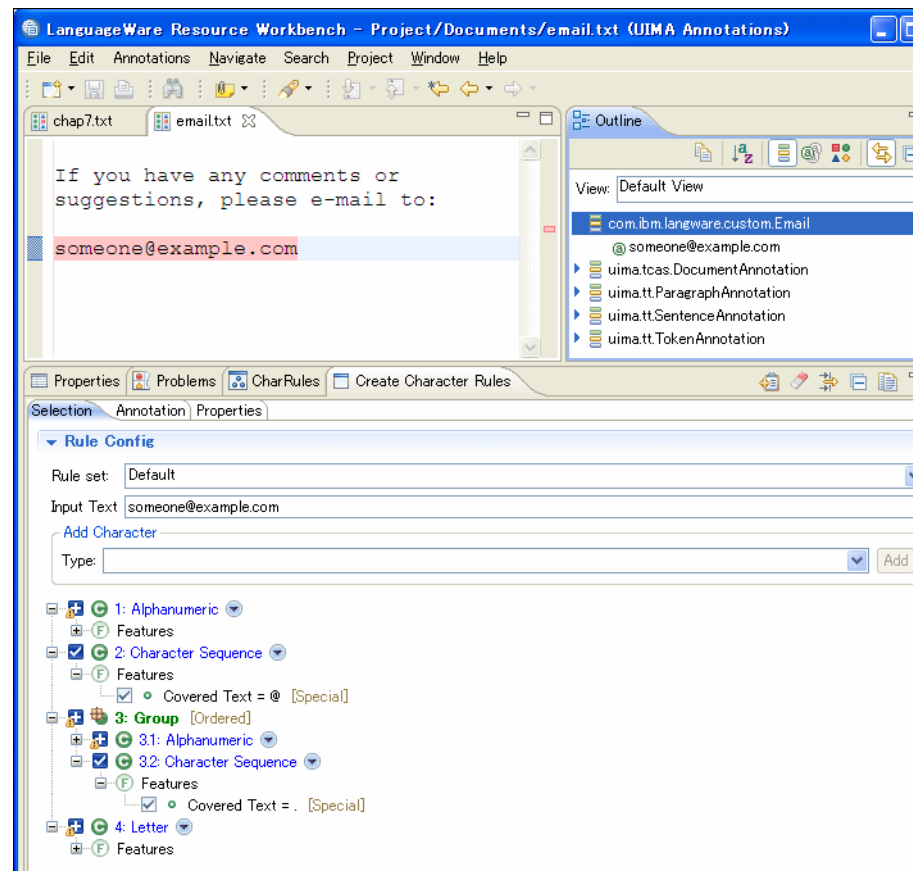 LanguageWare Resource Workbench - Project/Documents/email.txt (UIMA Annotations)
File Edit Annotations Navigate Search Project Window Help
chap7.txt email.txt
If you have any comments or
suggestions, please e-mail to:
someone@example.com
Outline
View: Default View
com.ibm.langware.custom.Email
someone@example.com
uima.tcas.DocumentAnnotation
uima.tt.ParagraphAnnotation
uima.tt.SentenceAnnotation
uima.tt.TokenAnnotation
Properties Problems CharRules Create Character Rules
Selection Annotation Properties
Rule Config
Rule set: Default
Input Text someone@example.com
Add Character
Type: Add
1: Alphanumeric
Features
2: Character Sequence
Features
Covered Text = @ [Special]
3: Group [Ordered]
3.1: Alphanumeric
3.2: Character Sequence
Features
Covered Text = . [Special]
4: Letter
Features